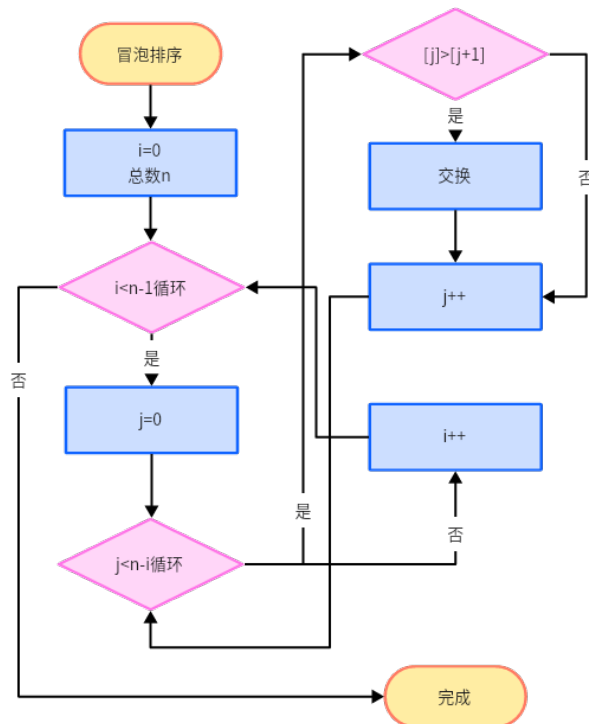 冒泡排序
i=0
总数n
i<n-1循环
是
否
j=0
j<n-i循环
是
否
[j]>[j+1]
是
否
交换
j++
i++
完成